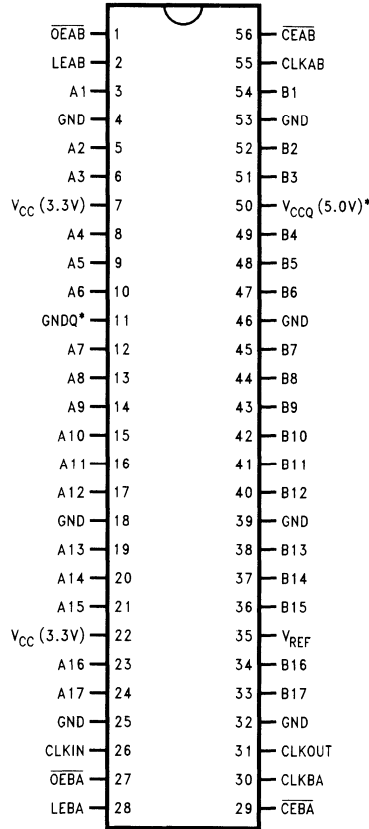 O̅E̅A̅B̅ 1 56 C̅E̅A̅B̅
LEAB 2 55 CLKAB
A1 3 54 B1
GND 4 53 GND
A2 5 52 B2
A3 6 51 B3
VCC (3.3V) 7 50 VCCQ (5.0V)*
A4 8 49 B4
A5 9 48 B5
A6 10 47 B6
GNDQ* 11 46 GND
A7 12 45 B7
A8 13 44 B8
A9 14 43 B9
A10 15 42 B10
A11 16 41 B11
A12 17 40 B12
GND 18 39 GND
A13 19 38 B13
A14 20 37 B14
A15 21 36 B15
VCC (3.3V) 22 35 VREF
A16 23 34 B16
A17 24 33 B17
GND 25 32 GND
CLKIN 26 31 CLKOUT
O̅E̅B̅A̅ 27 30 CLKBA
LEBA 28 29 C̅E̅B̅A̅